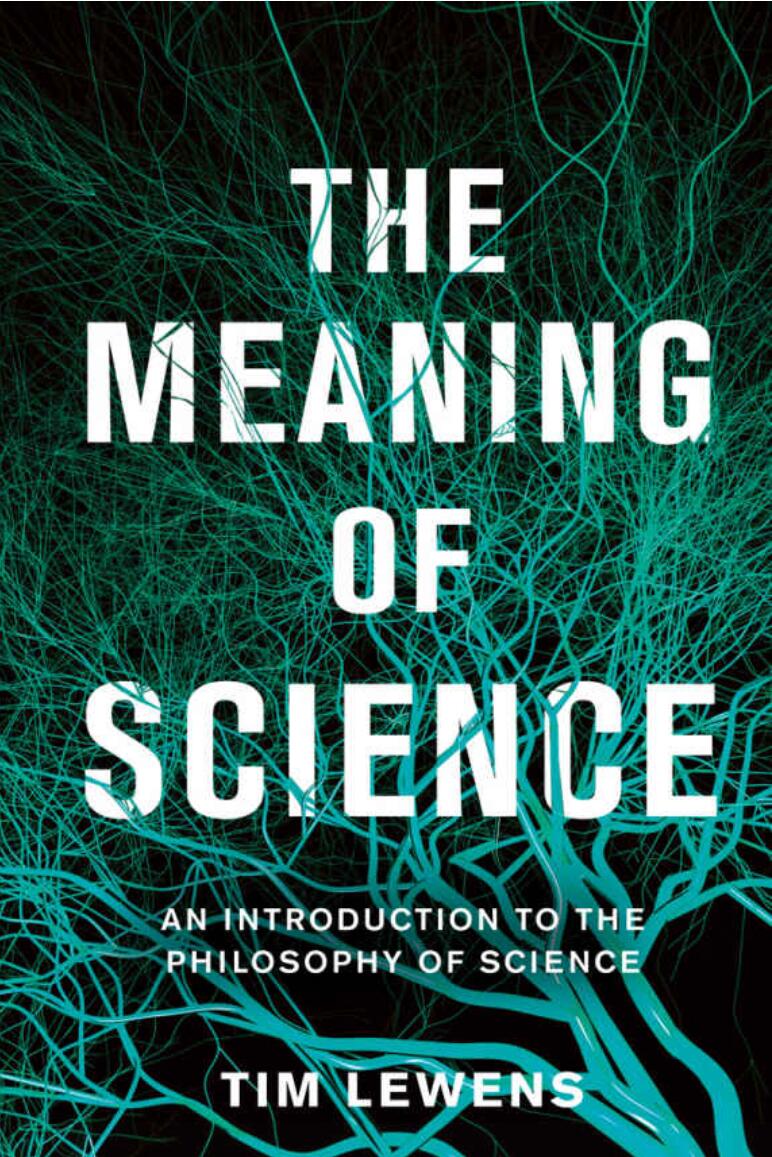 THE
MEANING
OF
SCIENCE
AN INTRODUCTION TO THE
PHILOSOPHY OF SCIENCE
TIM LEWENS